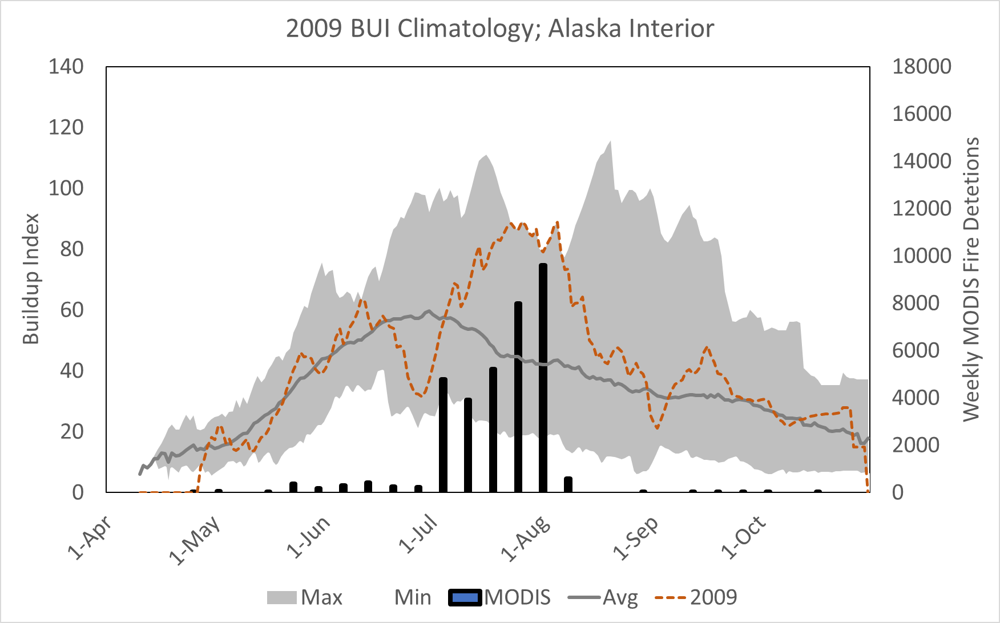 2009 BUI Climatology; Alaska Interior
140
120
100
80
60
40
20
0
Buildup Index
18000
16000
14000
12000
10000
8000
6000
4000
2000
0
Weekly MODIS Fire Detetions
1-Apr
1-May
1-Jun
1-Jul
1-Aug
1-Sep
1-Oct
Max Min MODIS Avg 2009